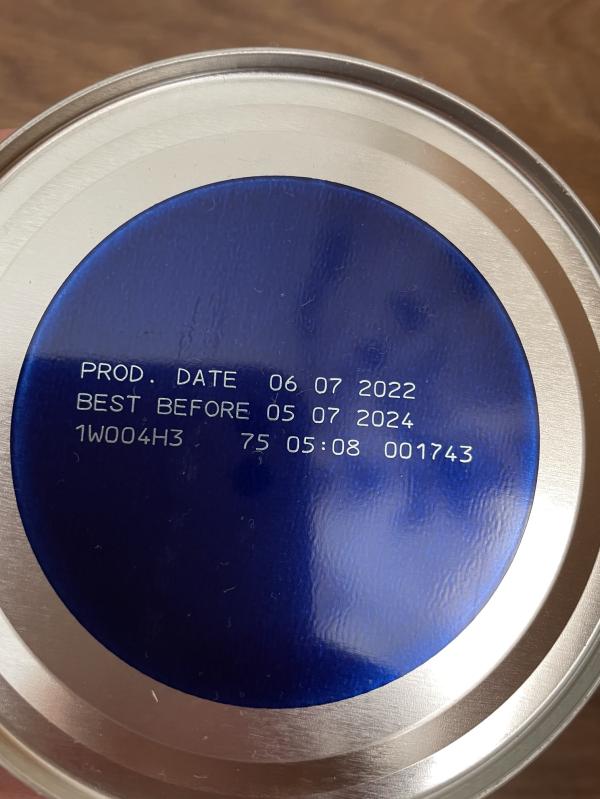 PROD. DATE 06 07 2022
BEST BEFORE 05 07 2024
1W004H3 75 05:08 001743